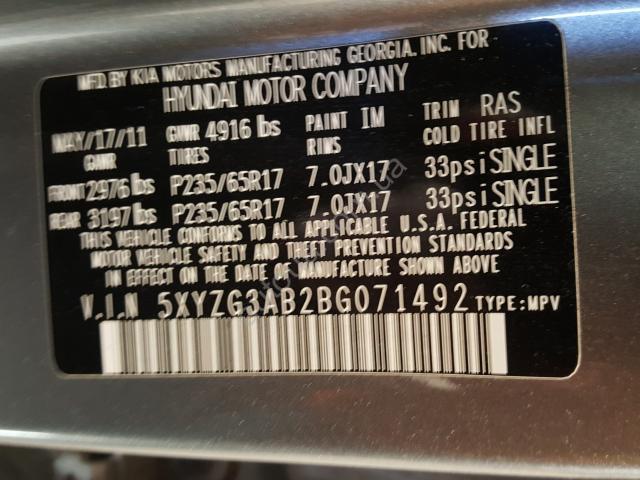 MFD. BY KIA MOTORS MANUFACTURING GEORGIA, INC. FOR
HYUNDAI MOTOR COMPANY
MAY/17/11 GVWR 4916 lbs PAINT IM TRIM RAS
GAWR TIRES RIMS COLD TIRE INFL
FRONT 2976 lbs P235/65R17 7.0JX17 33psi SINGLE
REAR 3197 lbs P235/65R17 7.0JX17 33psi SINGLE
THIS VEHICLE CONFORMS TO ALL APPLICABLE U.S.A. FEDERAL
MOTOR VEHICLE SAFETY AND THEFT PREVENTION STANDARDS
IN EFFECT ON THE DATE OF MANUFACTURE SHOWN ABOVE.
V.I.N 5XYZG3AB2BG071492 TYPE:MPV